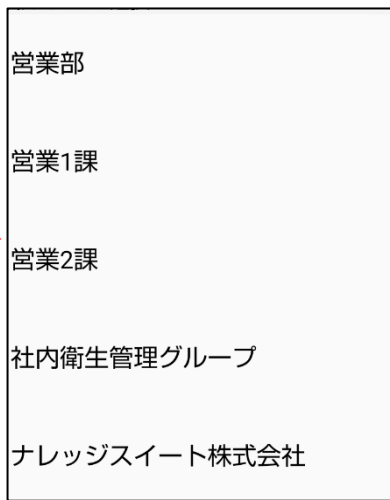 営業部
営業1課
営業2課
社内衛生管理グループ
ナレッジスイート株式会社